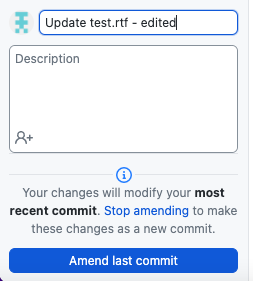 Update test.rtf - edited
Description
Your changes will modify your most
recent commit. Stop amending to make
these changes as a new commit.
Amend last commit